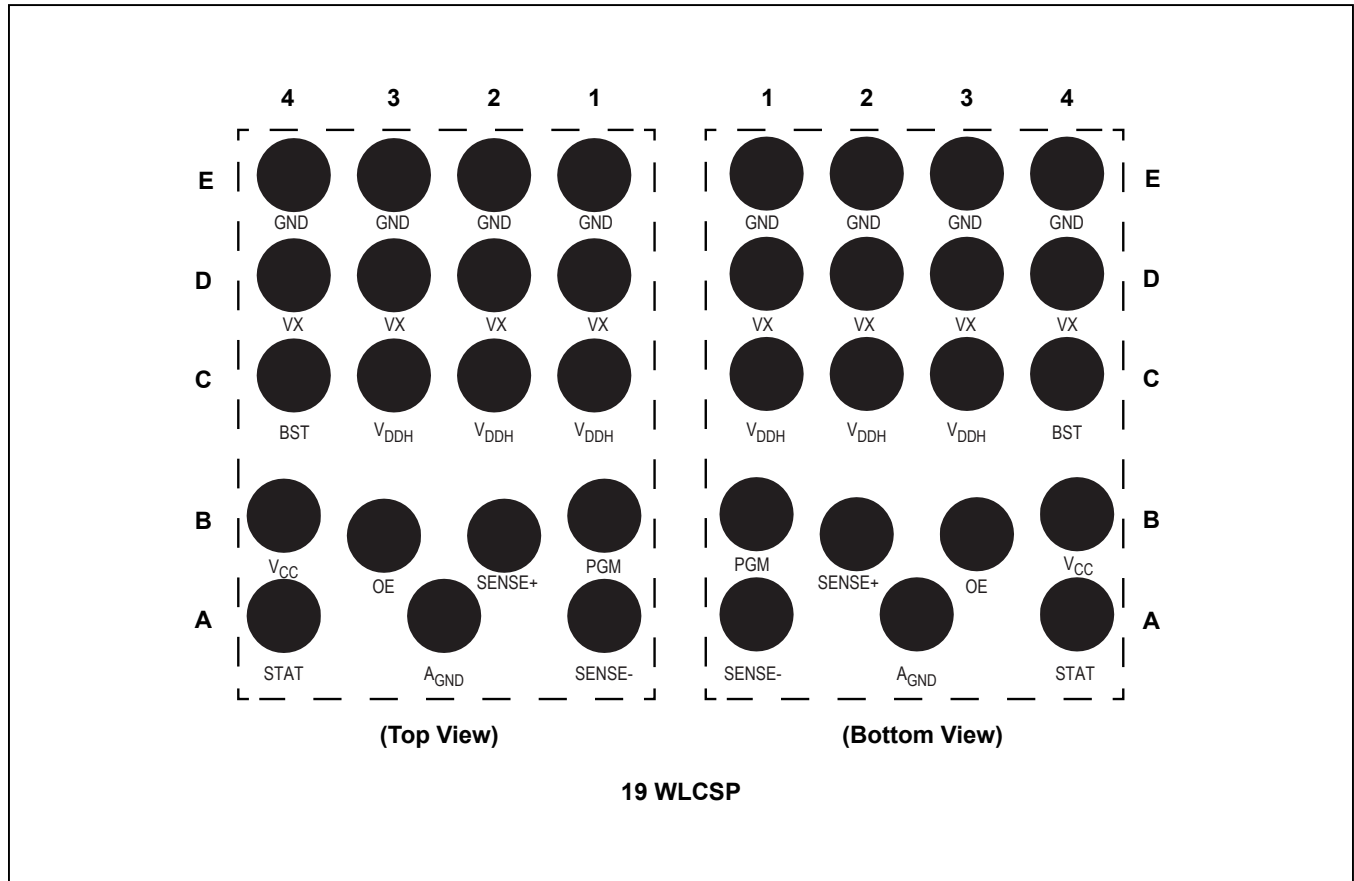 4 3 2 1 1 2 3 4
E E
GND GND GND GND GND GND GND GND
D D
VX VX VX VX VX VX VX VX
C C
BST VDDH VDDH VDDH VDDH VDDH VDDH BST
B B
VCC OE SENSE+ PGM PGM SENSE+ OE VCC
A A
STAT AGND SENSE- SENSE- AGND STAT
(Top View) (Bottom View)
19 WLCSP